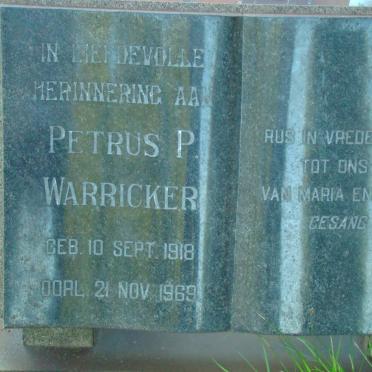 IN LIEFDEVOLLE
HERINNERING AAN
PETRUS P.
WARRICKER
GEB. 10 SEPT. 1918
OORL. 21 NOV. 1969
RUS IN VREDE
TOT ONS
VAN MARIA EN
GESANG